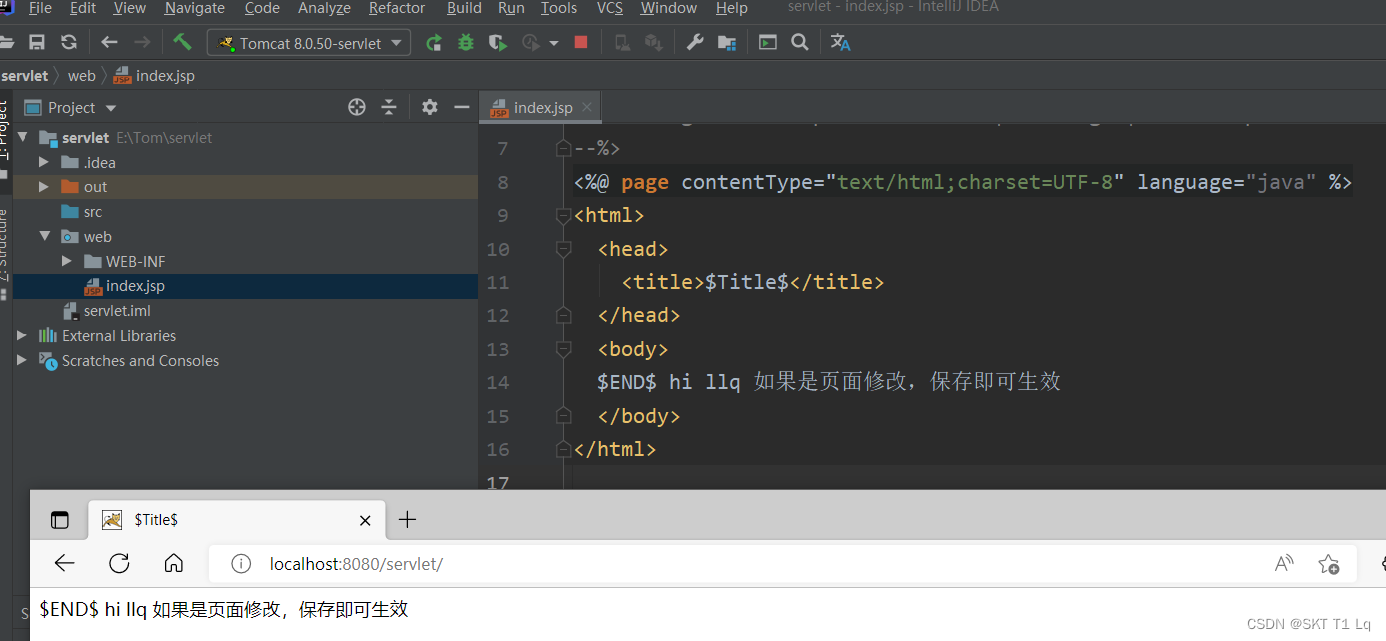 File Edit View Navigate Code Analyze Refactor Build Run Tools VCS Window Help servlet - index.jsp - IntelliJ IDEA
Tomcat 8.0.50-servlet
servlet web index.jsp
Project
index.jsp
1: Project
servlet E:\Tom\servlet
.idea
out
src
web
WEB-INF
index.jsp
servlet.iml
External Libraries
Scratches and Consoles
Z: Structure
7 --%>
8 <%@ page contentType="text/html;charset=UTF-8" language="java" %>
9 <html>
10 <head>
11 <title>$Title$</title>
12 </head>
13 <body>
14 $END$ hi llq 如果是页面修改，保存即可生效
15 </body>
16 </html>
17
$Title$
localhost:8080/servlet/
$END$ hi llq 如果是页面修改，保存即可生效
CSDN @SKT T1 Lq